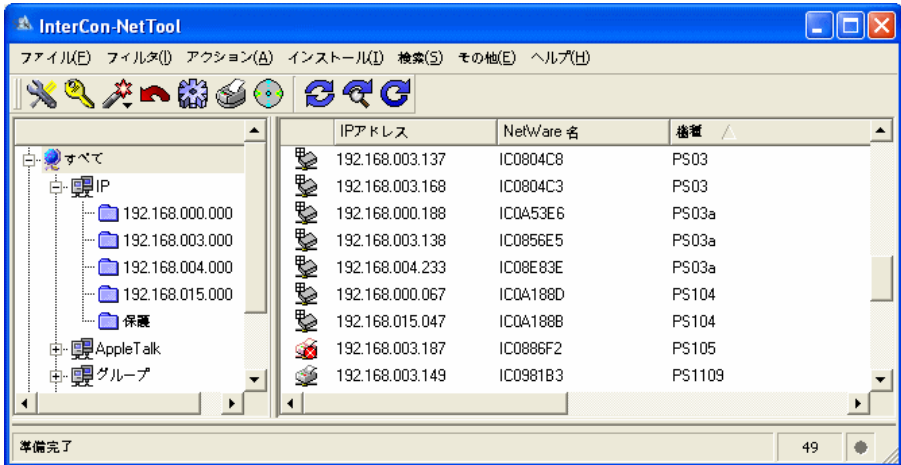 InterCon-NetTool
ファイル(F) フィルタ(I) アクション(A) インストール(I) 検索(S) その他(E) ヘルプ(H)
IPアドレス NetWare 名 機種
すべて
IP
192.168.000.000
192.168.003.000
192.168.004.000
192.168.015.000
保護
AppleTalk
グループ
192.168.003.137 IC0804C8 PS03
192.168.003.168 IC0804C3 PS03
192.168.000.188 IC0A53E6 PS03a
192.168.003.138 IC0856E5 PS03a
192.168.004.233 IC08E83E PS03a
192.168.000.067 IC0A188D PS104
192.168.015.047 IC0A188B PS104
192.168.003.187 IC0886F2 PS105
192.168.003.149 IC0981B3 PS1109
準備完了 49